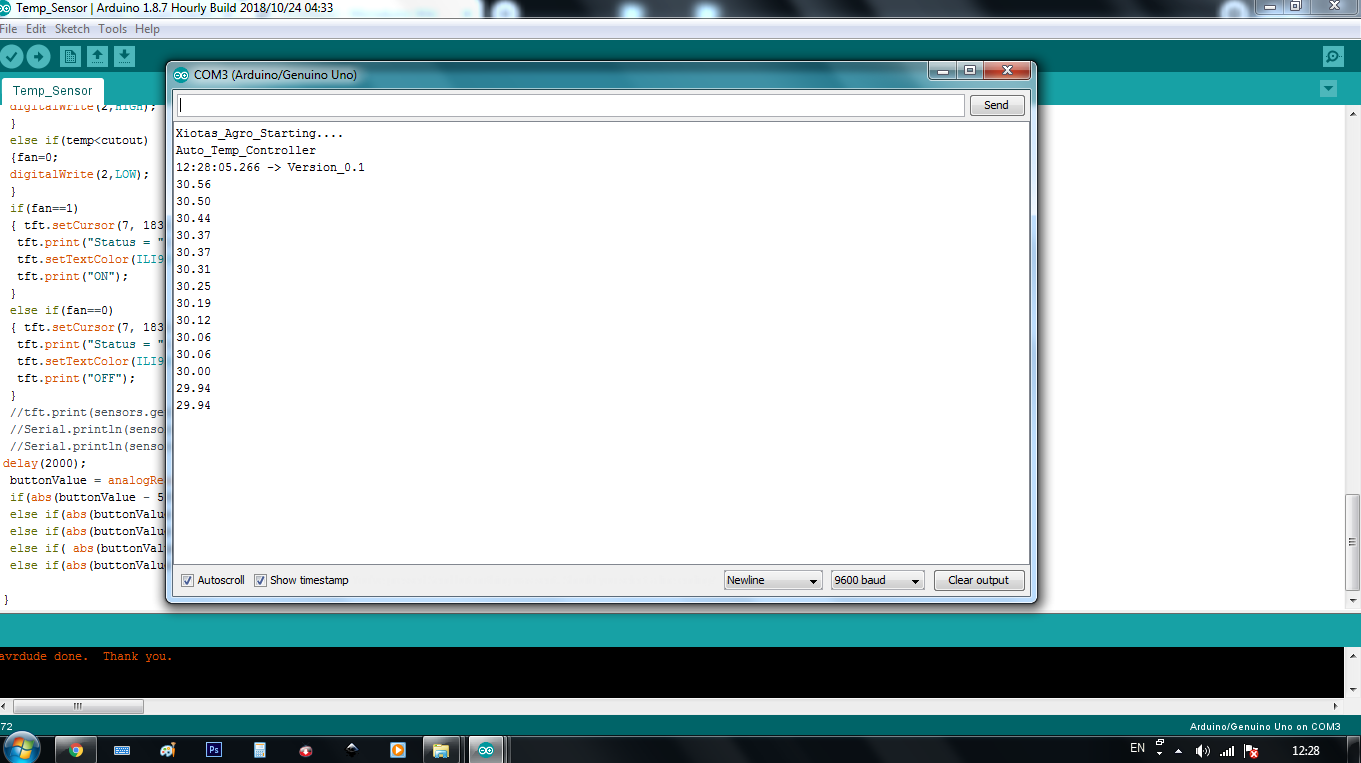 Temp_Sensor | Arduino 1.8.7 Hourly Build 2018/10/24 04:33
File Edit Sketch Tools Help
Temp_Sensor
digitalWrite(2,HIGH);
}
else if(temp<cutout)
{fan=0;
digitalWrite(2,LOW);
}
if(fan==1)
{ tft.setCursor(7, 183
tft.print("Status = "
tft.setTextColor(ILI9
tft.print("ON");
}
else if(fan==0)
{ tft.setCursor(7, 183
tft.print("Status = "
tft.setTextColor(ILI9
tft.print("OFF");
}
//tft.print(sensors.ge
//Serial.println(senso
//Serial.println(senso
delay(2000);
buttonValue = analogRe
if(abs(buttonValue - 5
else if(abs(buttonValu
else if(abs(buttonValu
else if( abs(buttonVal
else if(abs(buttonValu
}
COM3 (Arduino/Genuino Uno)
Send
Xiotas_Agro_Starting....
Auto_Temp_Controller
12:28:05.266 -> Version_0.1
30.56
30.50
30.44
30.37
30.37
30.31
30.25
30.19
30.12
30.06
30.06
30.00
29.94
29.94
Autoscroll Show timestamp Newline 9600 baud Clear output
avrdude done. Thank you.
72 Arduino/Genuino Uno on COM3
Ps EN 12:28